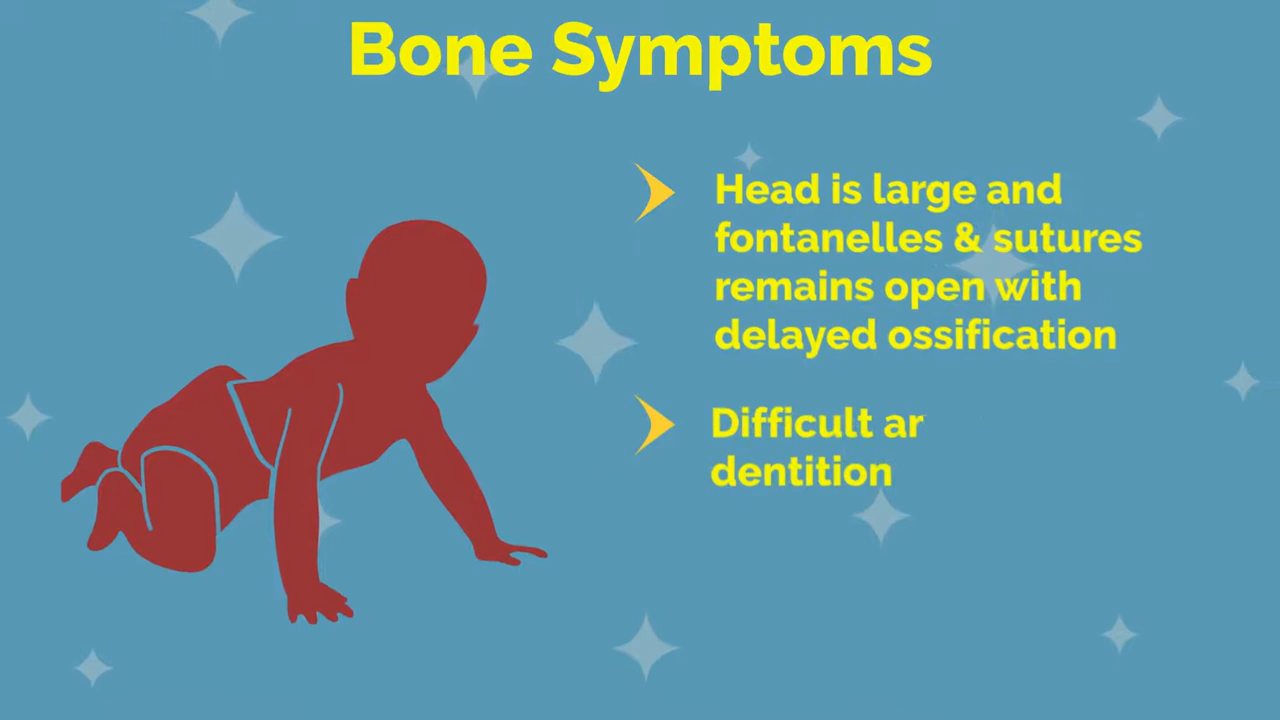 Bone Symptoms
Head is large and
fontanelles & sutures
remains open with
delayed ossification
Difficult ar
dentition